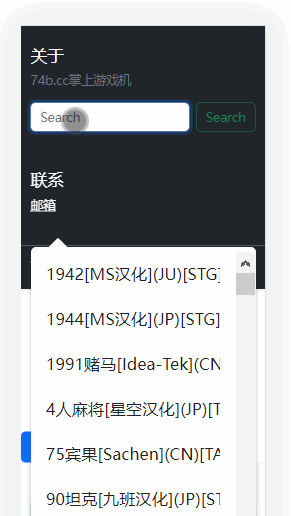 关于
74b.cc掌上游戏机
Search Search
联系
邮箱
1942[MS汉化](JU)[STG]
1944[MS汉化](JP)[STG]
1991赌马[Idea-Tek](CN
4人麻将[星空汉化](JP)[T
75宾果[Sachen](CN)[TA
90坦克[九班汉化](JP)[ST